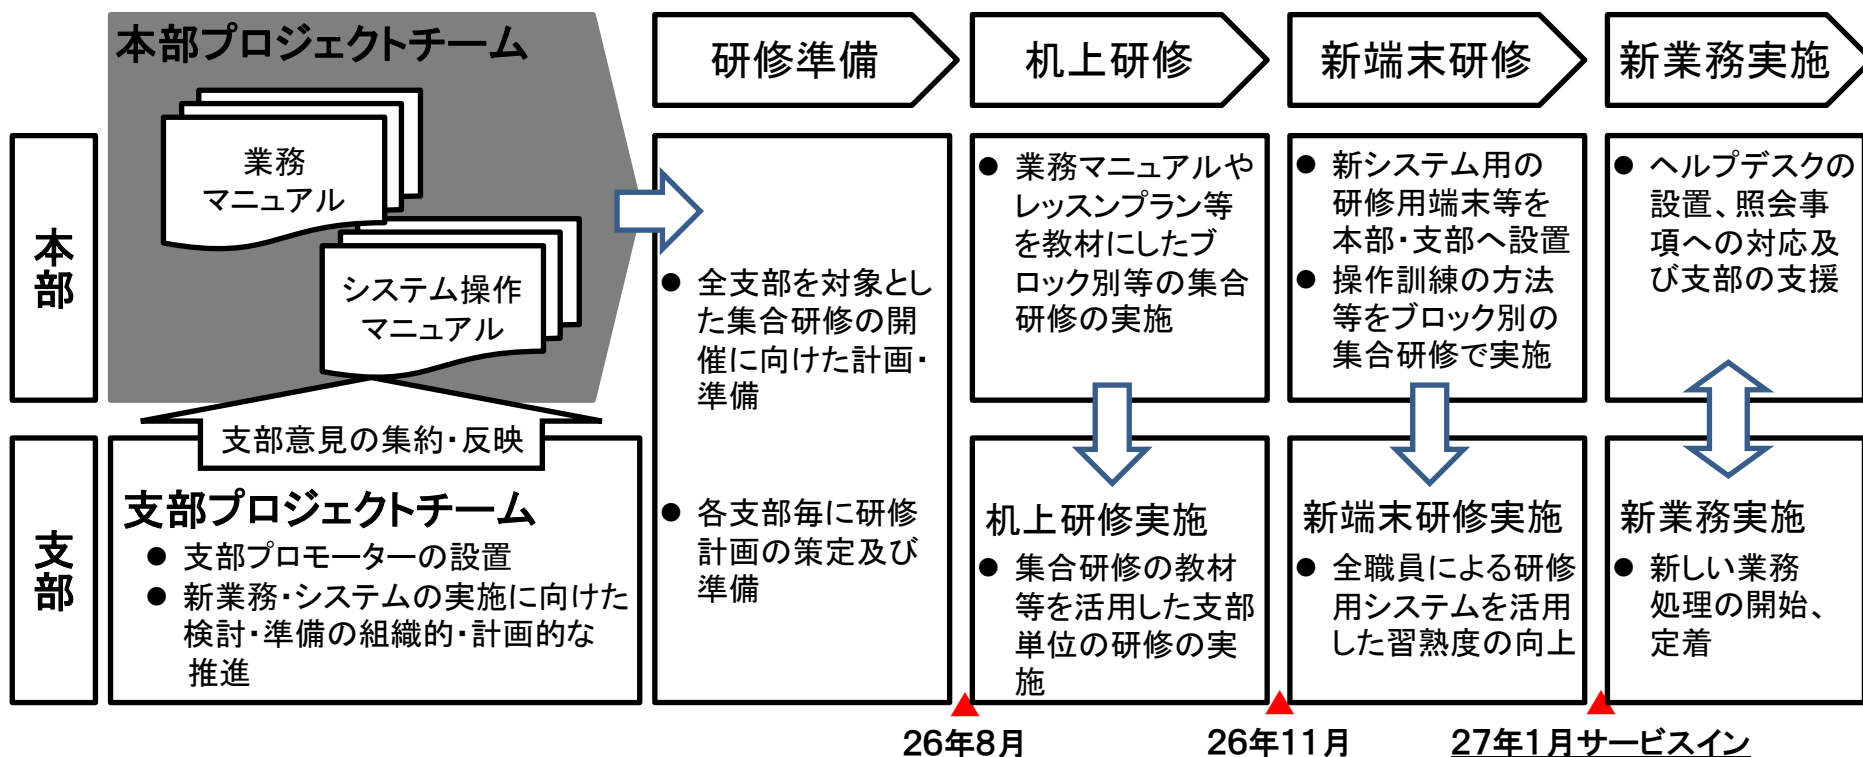 本部プロジェクトチーム
業務
マニュアル
システム操作
マニュアル
研修準備
机上研修
新端末研修
新業務実施
本
部
● 全支部を対象とし
た集合研修の開
催に向けた計画・
準備
● 業務マニュアルや
レッスンプラン等
を教材にしたブ
ロック別等の集合
研修の実施
● 新システム用の
研修用端末等を
本部・支部へ設置
● 操作訓練の方法
等をブロック別の
集合研修で実施
● ヘルプデスクの
設置、照会事
項への対応及
び支部の支援
支部意見の集約・反映
支
部
支部プロジェクトチーム
● 支部プロモーターの設置
● 新業務・システムの実施に向けた
検討・準備の組織的・計画的な
推進
● 各支部毎に研修
計画の策定及び
準備
机上研修実施
● 集合研修の教材
等を活用した支部
単位の研修の実
施
新端末研修実施
● 全職員による研修
用システムを活用
した習熟度の向上
新業務実施
● 新しい業務
処理の開始、
定着
26年8月
26年11月
27年1月サービスイン